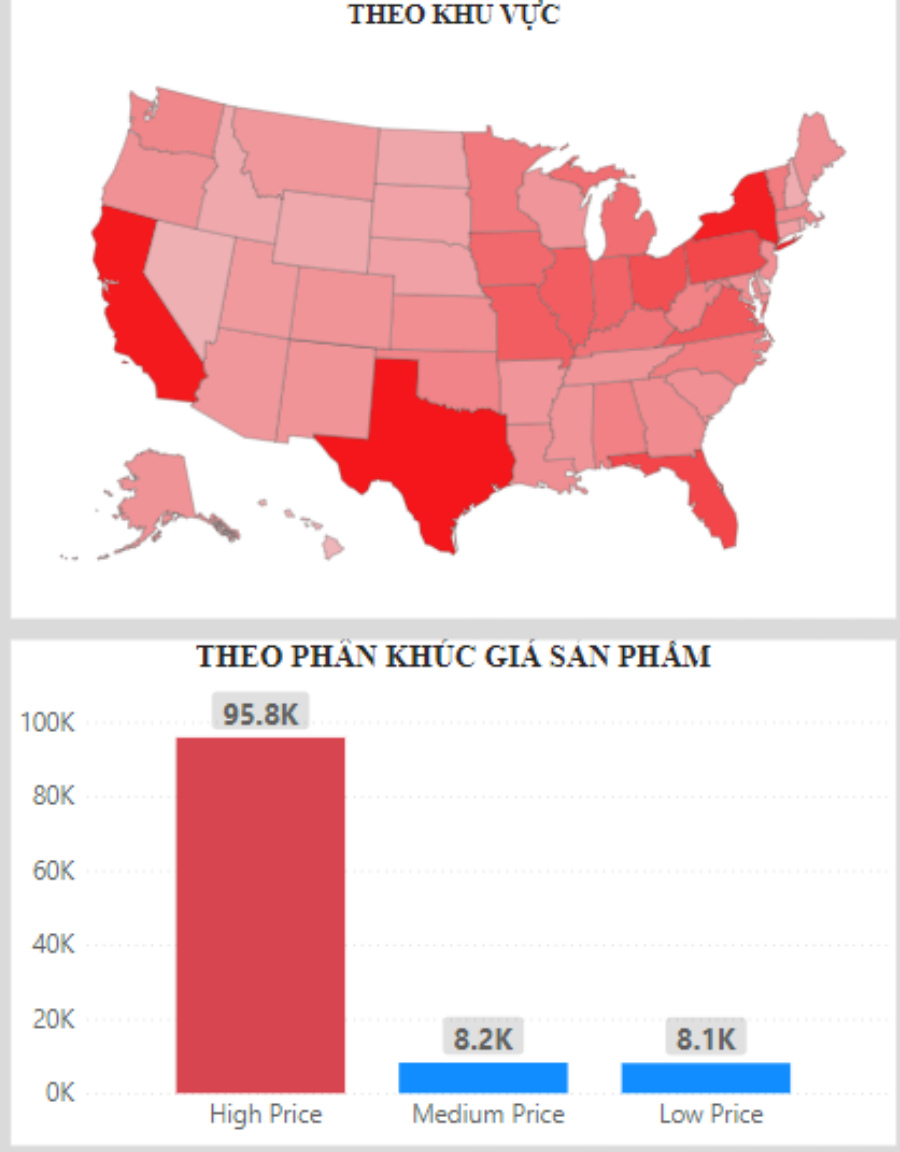 THEO KHU VỰC
THEO PHÂN KHÚC GIÁ SẢN PHẨM
100K
80K
60K
40K
20K
0K
95.8K
8.2K
8.1K
High Price
Medium Price
Low Price